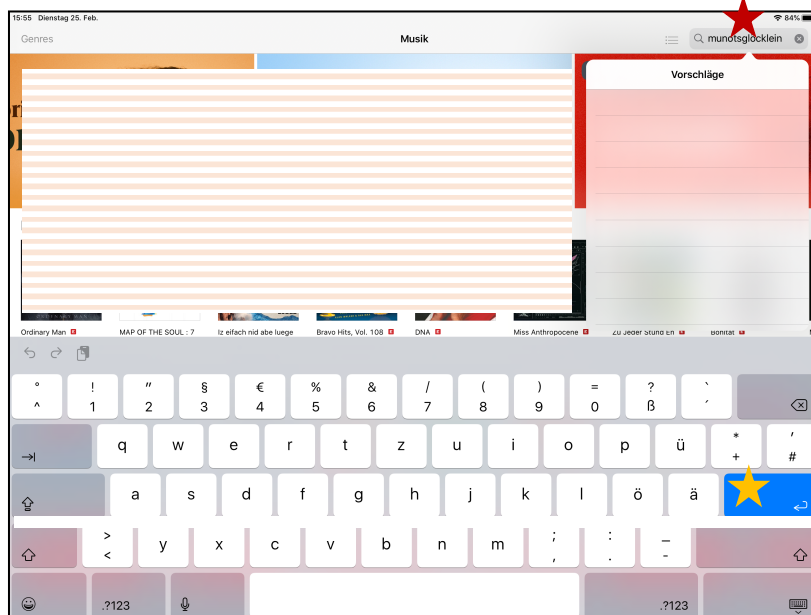 15:55 Dienstag 25. Feb. 84%
Genres Musik munotsglöcklein
Vorschläge
Ordinary Man E MAP OF THE SOUL : 7 Iz eifach nid abe luege Bravo Hits, Vol. 108 E DNA E Miss Anthropocene E Zu Jeder Stund En E Bonität E
° ! " § € % & / ( ) = ? `
^ 1 2 3 4 5 6 7 8 9 0 ß ´
q w e r t z u i o p ü * + ' #
a s d f g h j k l ö ä
> < y x c v b n m ; , : . _ -
.?123 .?123